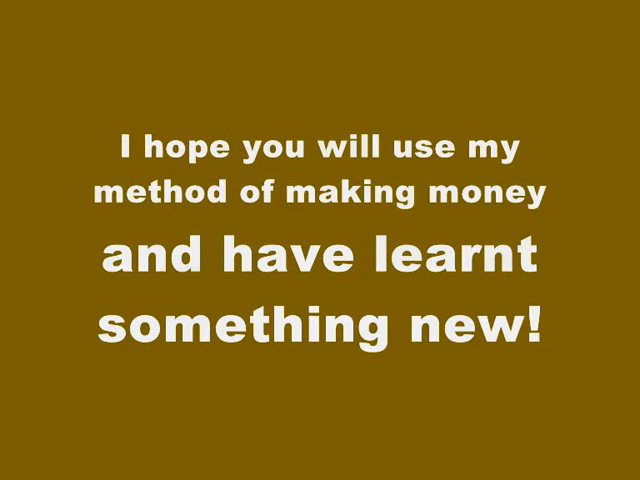 I hope you will use my
method of making money
and have learnt
something new!